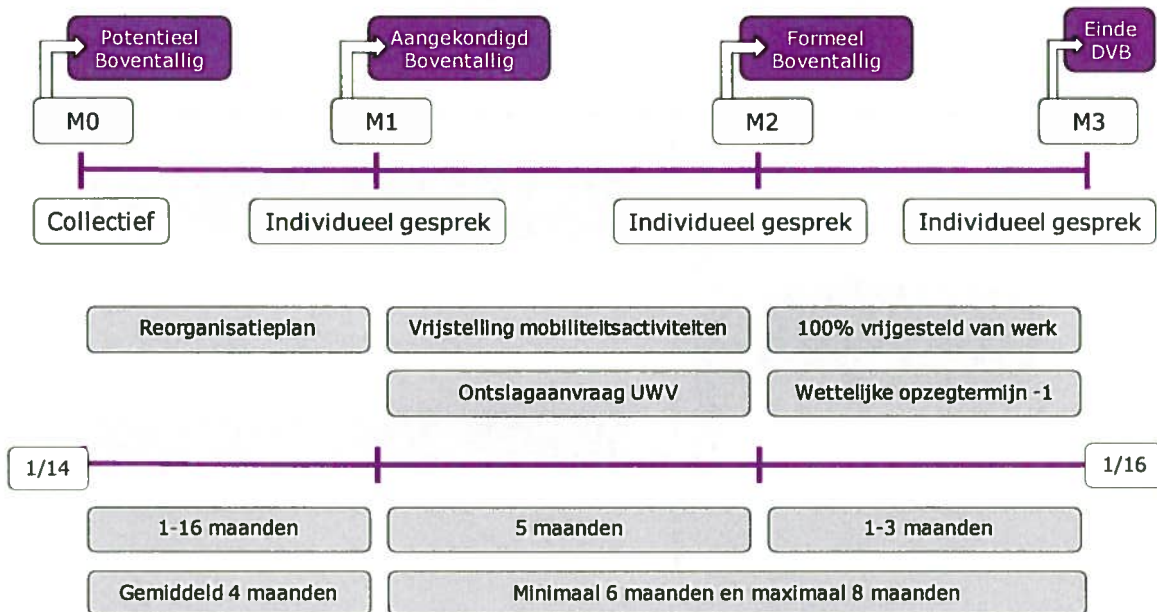 Potentieel
Boventallig
Aangekondigd
Boventallig
Formeel
Boventallig
Einde
DVB
M0
M1
M2
M3
Collectief
Individueel gesprek
Individueel gesprek
Individueel gesprek
Reorganisatieplan
Vrijstelling mobiliteitsactiviteiten
100% vrijgesteld van werk
Ontslagaanvraag UWV
Wettelijke opzegtermijn -1
1/14
1/16
1-16 maanden
5 maanden
1-3 maanden
Gemiddeld 4 maanden
Minimaal 6 maanden en maximaal 8 maanden